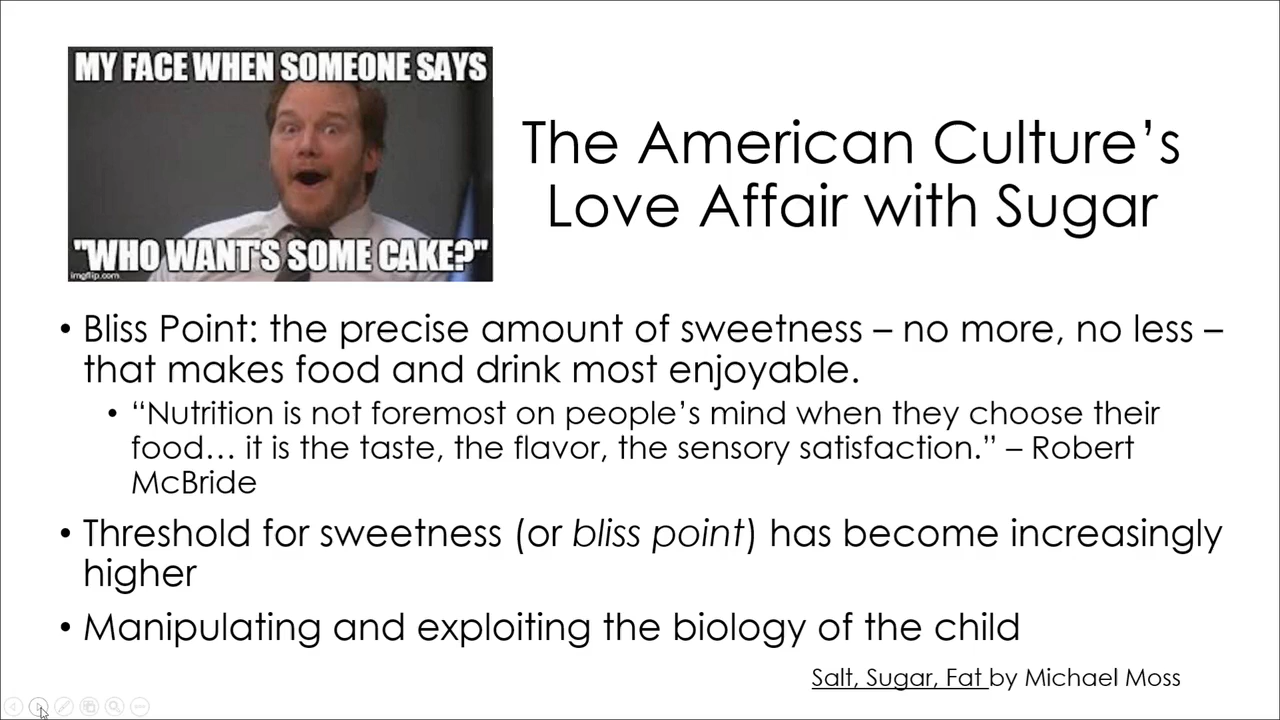 MY FACE WHEN SOMEONE SAYS
"WHO WANT'S SOME CAKE?"
imgflip.com
The American Culture’s
Love Affair with Sugar
• Bliss Point: the precise amount of sweetness – no more, no less –
that makes food and drink most enjoyable.
• “Nutrition is not foremost on people’s mind when they choose their
food… it is the taste, the flavor, the sensory satisfaction.” – Robert
McBride
• Threshold for sweetness (or bliss point) has become increasingly
higher
• Manipulating and exploiting the biology of the child
Salt, Sugar, Fat by Michael Moss